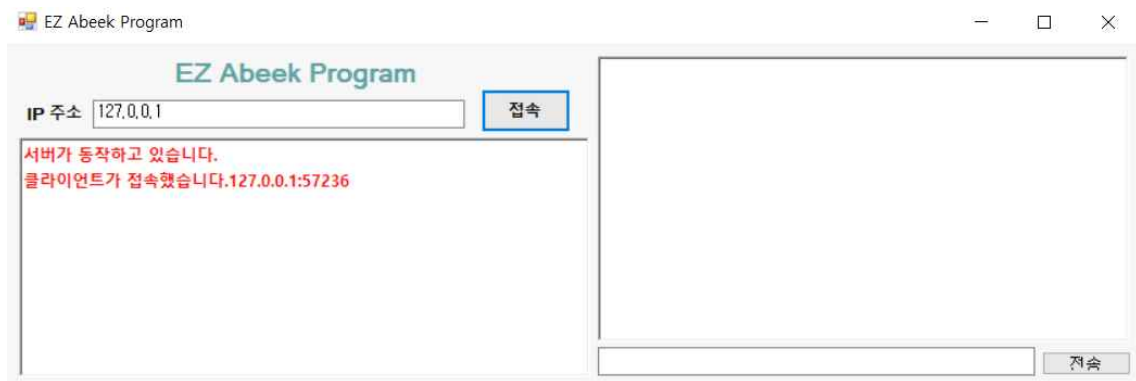 EZ Abeek Program
EZ Abeek Program
IP 주소 127.0.0.1 접속
서버가 동작하고 있습니다.
클라이언트가 접속했습니다.127.0.0.1:57236
전송